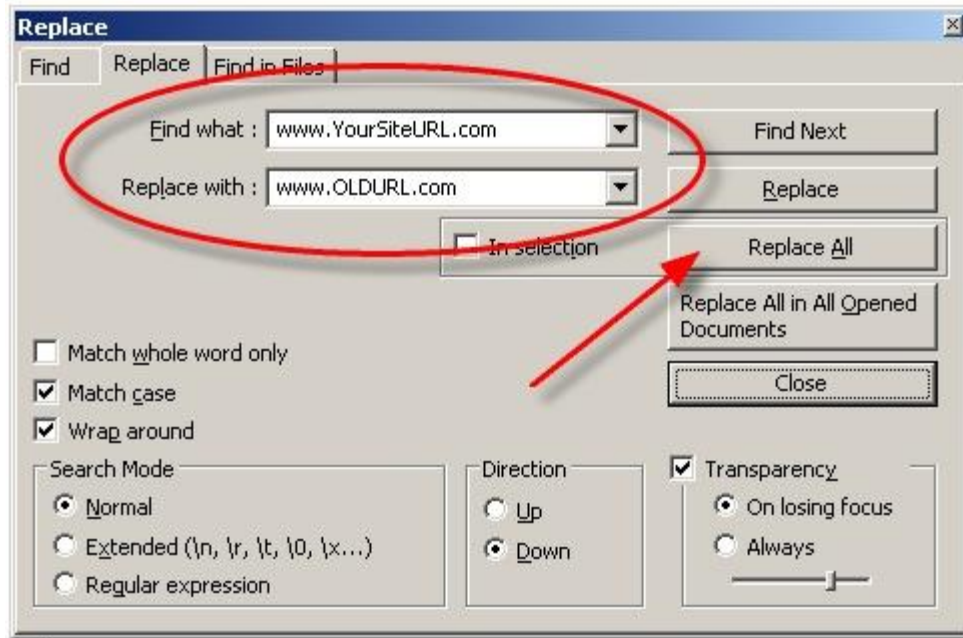 Replace
Find Replace Find in Files
Find what : www.YourSiteURL.com Find Next
Replace with : www.OLDURL.com Replace
In selection Replace All
Replace All in All Opened
Documents
Match whole word only
Match case Close
Wrap around
Search Mode Direction Transparency
Normal Up On losing focus
Extended (\n, \r, \t, \0, \x...) Down Always
Regular expression